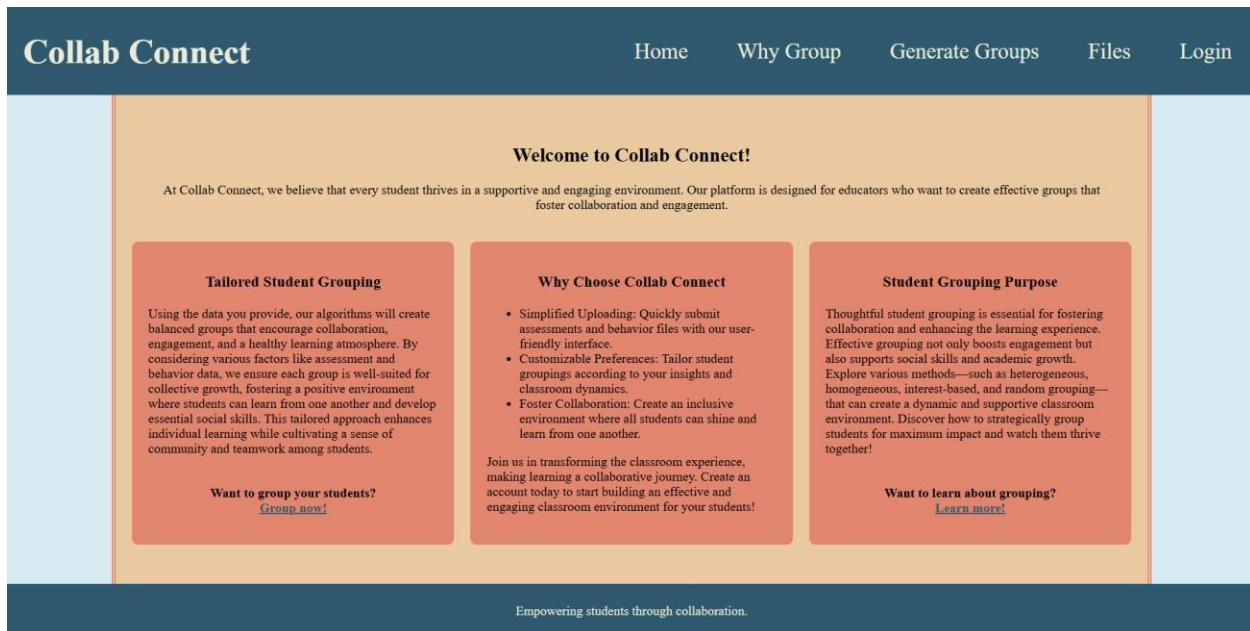 Collab Connect
Home
Why Group
Generate Groups
Files
Login
Welcome to Collab Connect!
At Collab Connect, we believe that every student thrives in a supportive and engaging environment. Our platform is designed for educators who want to create effective groups that
foster collaboration and engagement.
Tailored Student Grouping
Using the data you provide, our algorithms will create
balanced groups that encourage collaboration,
engagement, and a healthy learning atmosphere. By
considering various factors like assessment and
behavior data, we ensure each group is well-suited for
collective growth, fostering a positive environment
where students can learn from one another and develop
essential social skills. This tailored approach enhances
individual learning while cultivating a sense of
community and teamwork among students.
Want to group your students?
Group now!
Why Choose Collab Connect
• Simplified Uploading: Quickly submit
assessments and behavior files with our user-
friendly interface.
• Customizable Preferences: Tailor student
groupings according to your insights and
classroom dynamics.
• Foster Collaboration: Create an inclusive
environment where all students can shine and
learn from one another.
Join us in transforming the classroom experience,
making learning a collaborative journey. Create an
account today to start building an effective and
engaging classroom environment for your students!
Student Grouping Purpose
Thoughtful student grouping is essential for fostering
collaboration and enhancing the learning experience.
Effective grouping not only boosts engagement but
also supports social skills and academic growth.
Explore various methods—such as heterogeneous,
homogeneous, interest-based, and random grouping—
that can create a dynamic and supportive classroom
environment. Discover how to strategically group
students for maximum impact and watch them thrive
together!
Want to learn about grouping?
Learn more!
Empowering students through collaboration.